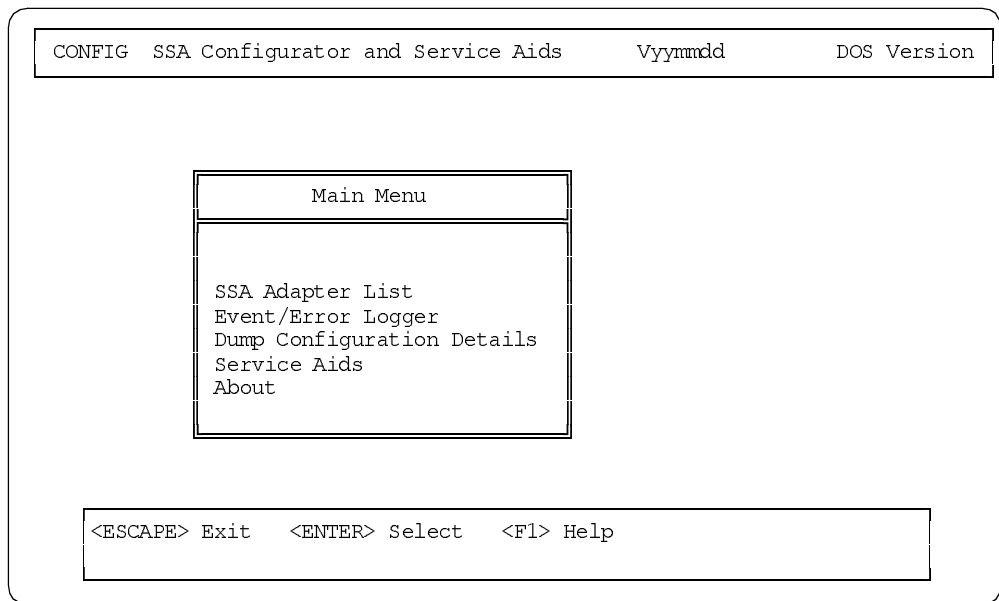 CONFIG SSA Configurator and Service Aids Vyymmdd DOS Version
Main Menu
SSA Adapter List
Event/Error Logger
Dump Configuration Details
Service Aids
About
<ESCAPE> Exit <ENTER> Select <F1> Help